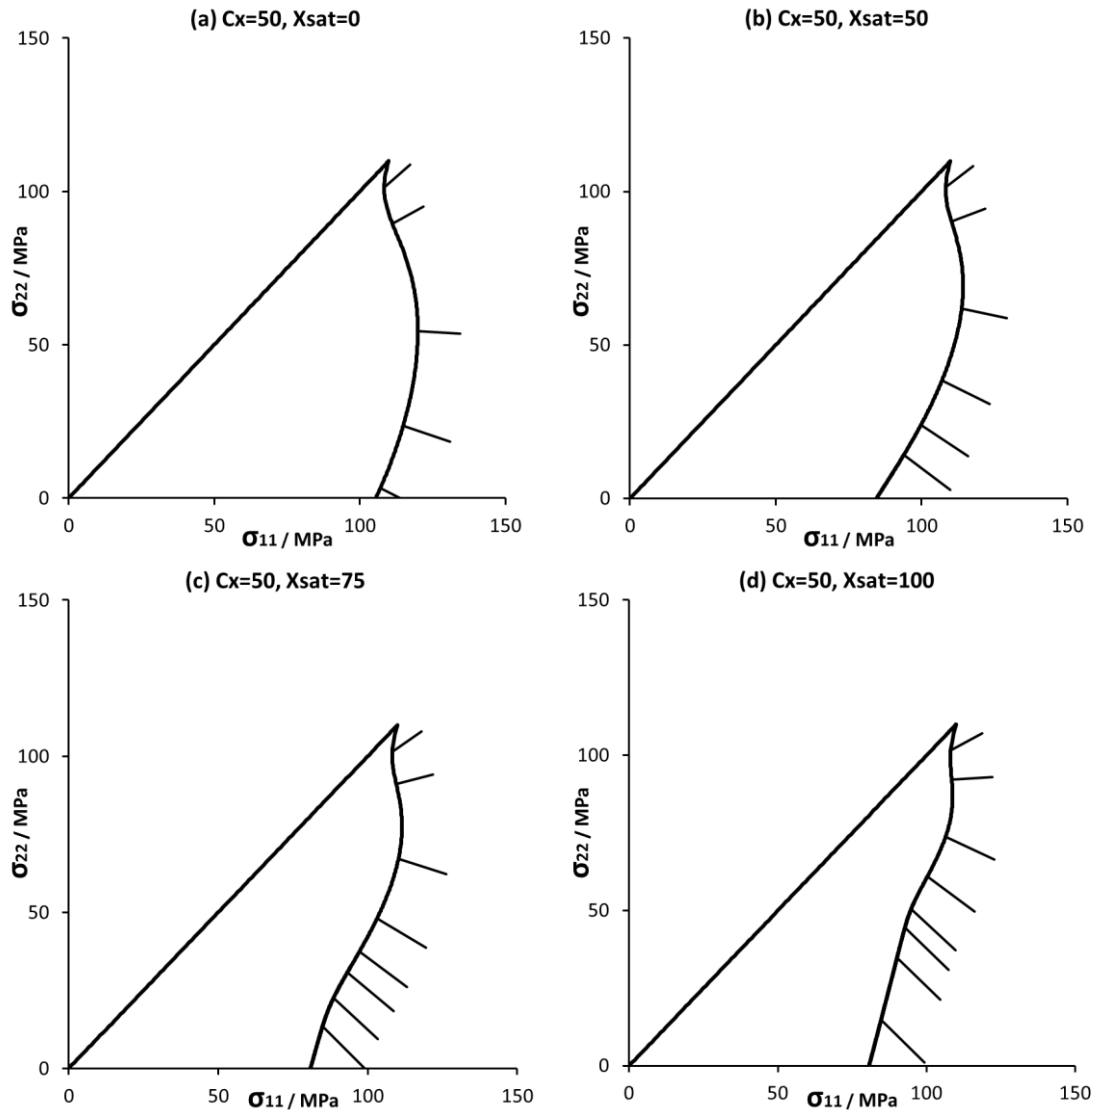 (a) Cx=50, Xsat=0
150
100
50
0
σ22 / MPa
0
50
100
150
σ11 / MPa
(b) Cx=50, Xsat=50
150
100
50
0
σ22 / MPa
0
50
100
150
σ11 / MPa
(c) Cx=50, Xsat=75
150
100
50
0
σ22 / MPa
0
50
100
150
σ11 / MPa
(d) Cx=50, Xsat=100
150
100
50
0
σ22 / MPa
0
50
100
150
σ11 / MPa